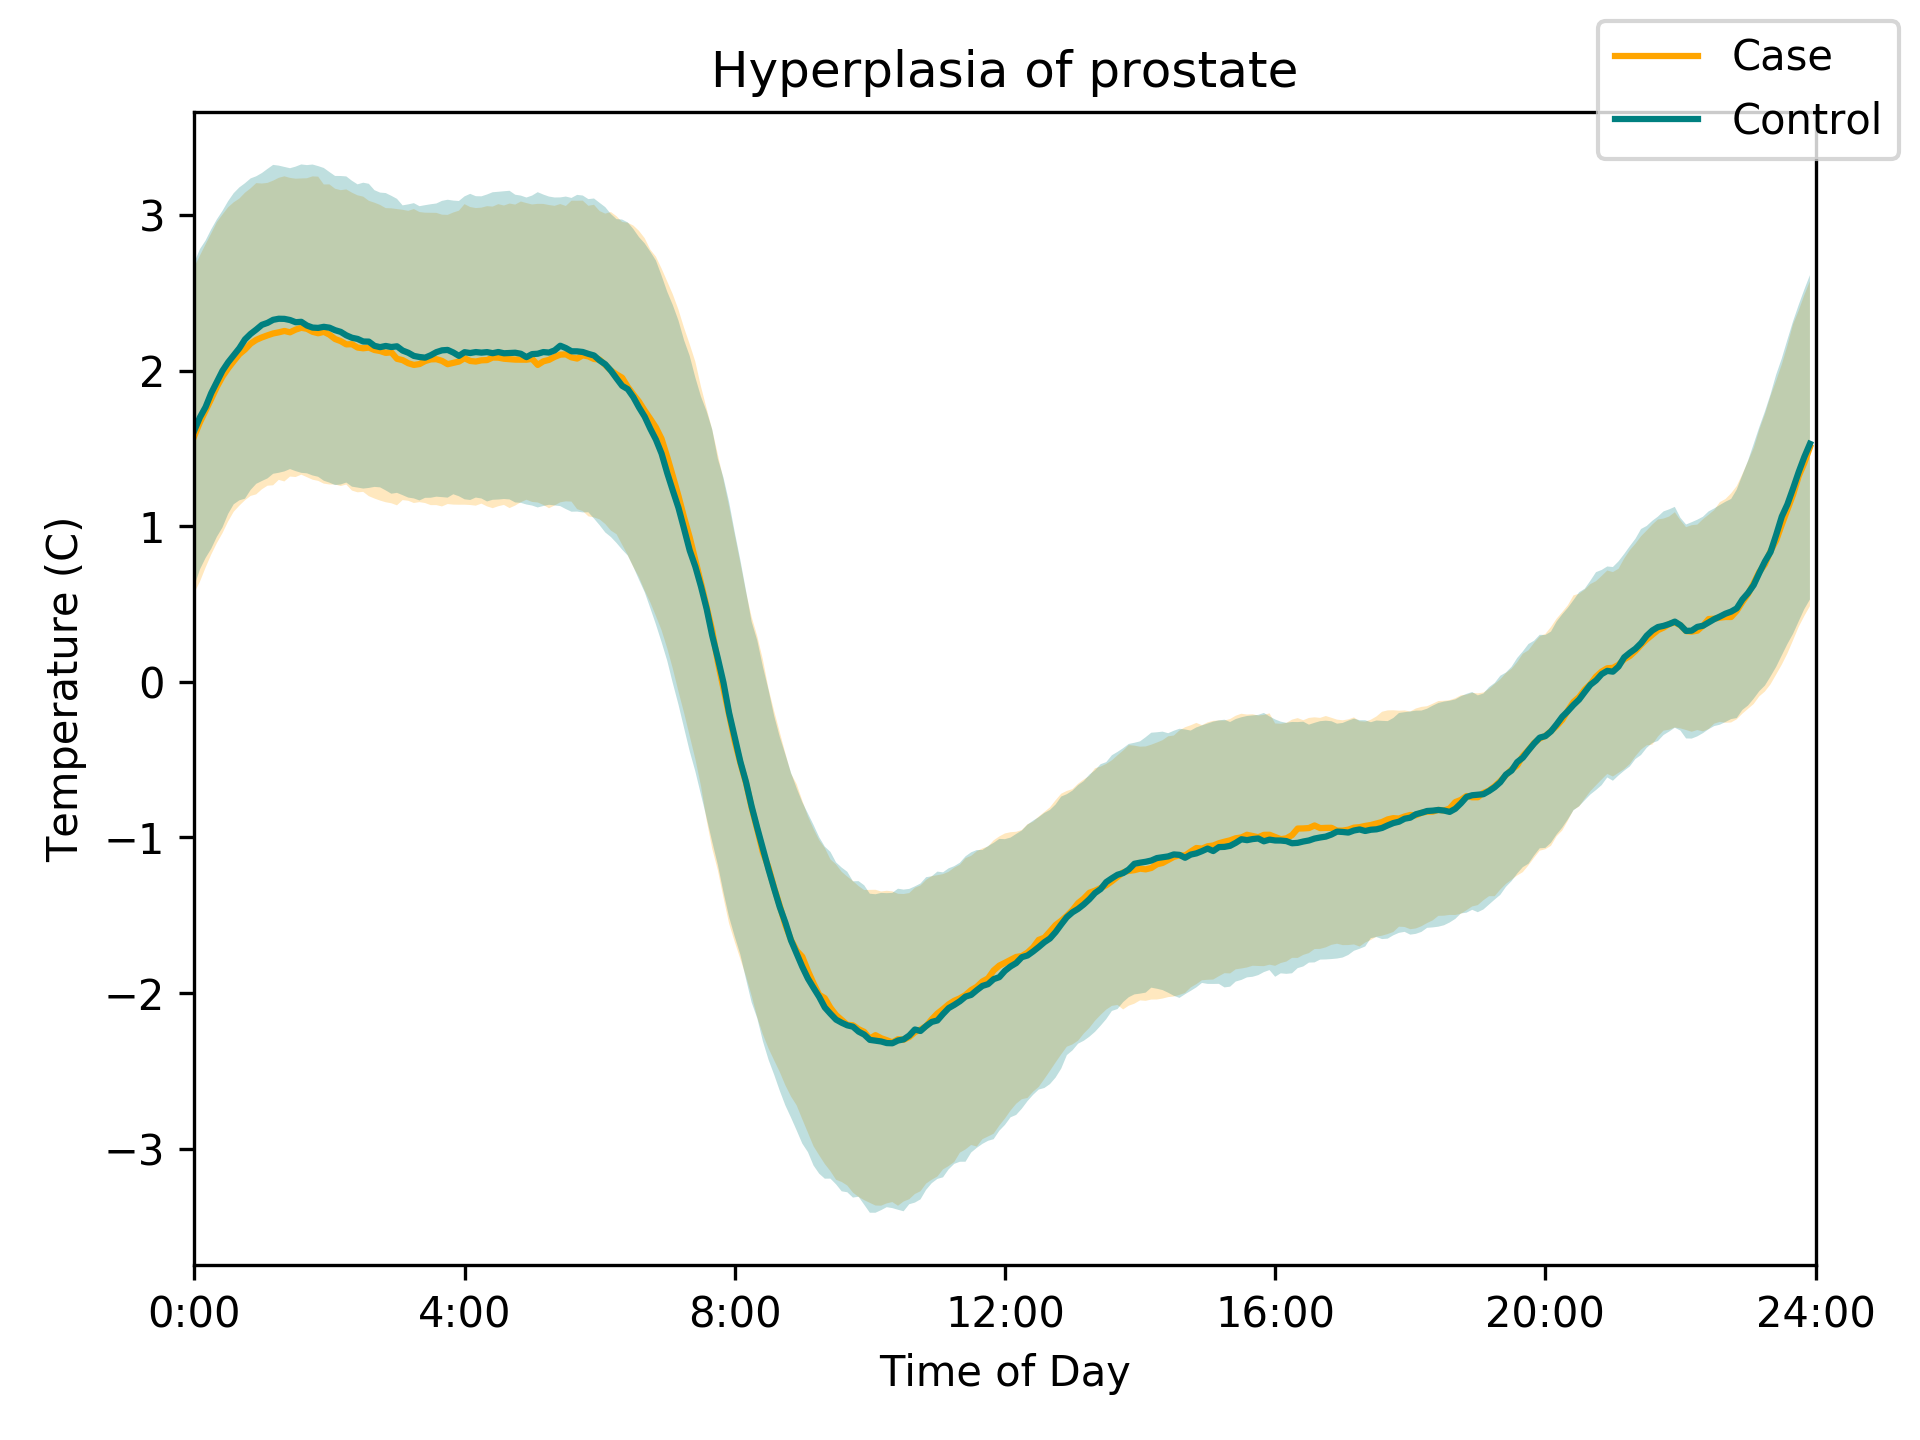 Hyperplasia of prostate
Case
Control
Temperature (C)
3
2
1
0
−1
−2
−3
0:00 4:00 8:00 12:00 16:00 20:00 24:00
Time of Day